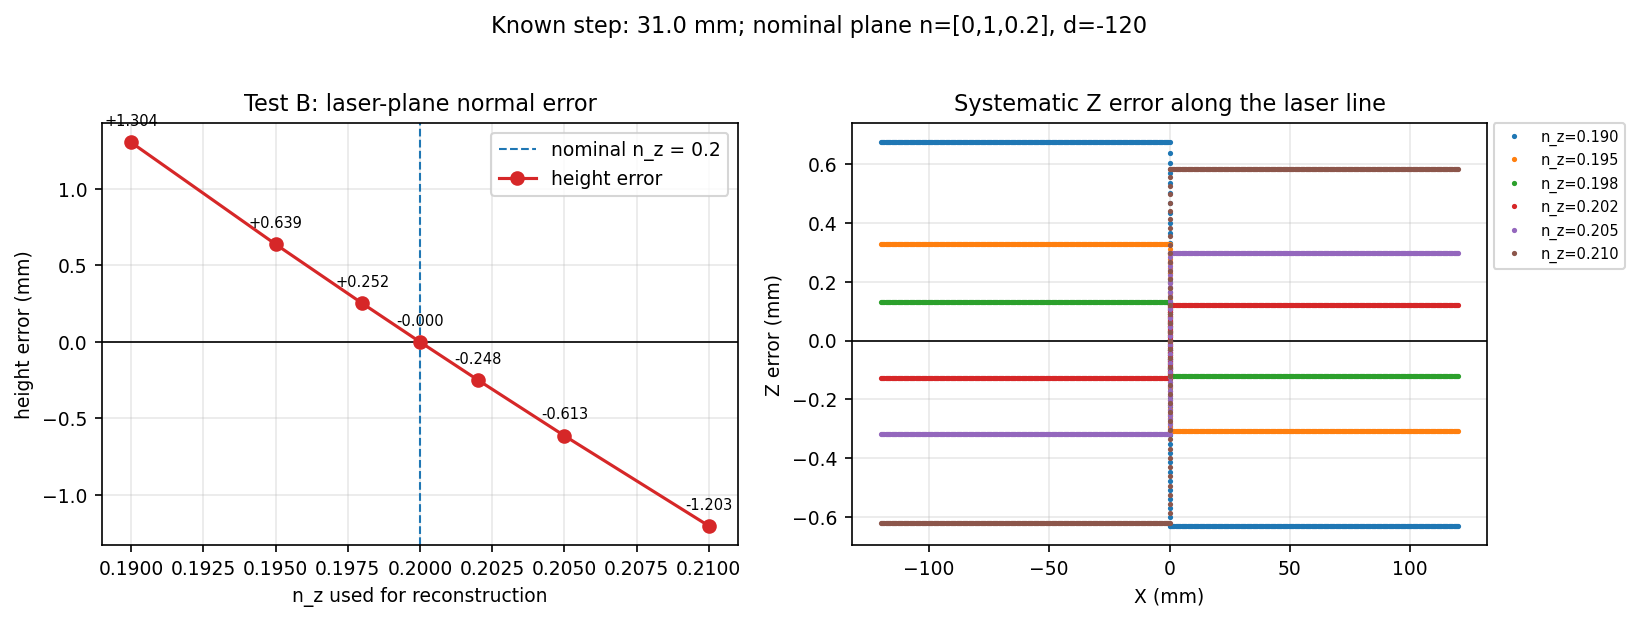 Known step: 31.0 mm; nominal plane n=[0,1,0.2], d=-120
Test B: laser-plane normal error
+1.304
+0.639
+0.252
-0.000
-0.248
-0.613
-1.203
nominal n_z = 0.2
height error
1.0
0.5
0.0
−0.5
−1.0
height error (mm)
0.1900 0.1925 0.1950 0.1975 0.2000 0.2025 0.2050 0.2075 0.2100
n_z used for reconstruction
Systematic Z error along the laser line
0.6
0.4
0.2
0.0
−0.2
−0.4
−0.6
Z error (mm)
−100 −50 0 50 100
X (mm)
n_z=0.190
n_z=0.195
n_z=0.198
n_z=0.202
n_z=0.205
n_z=0.210